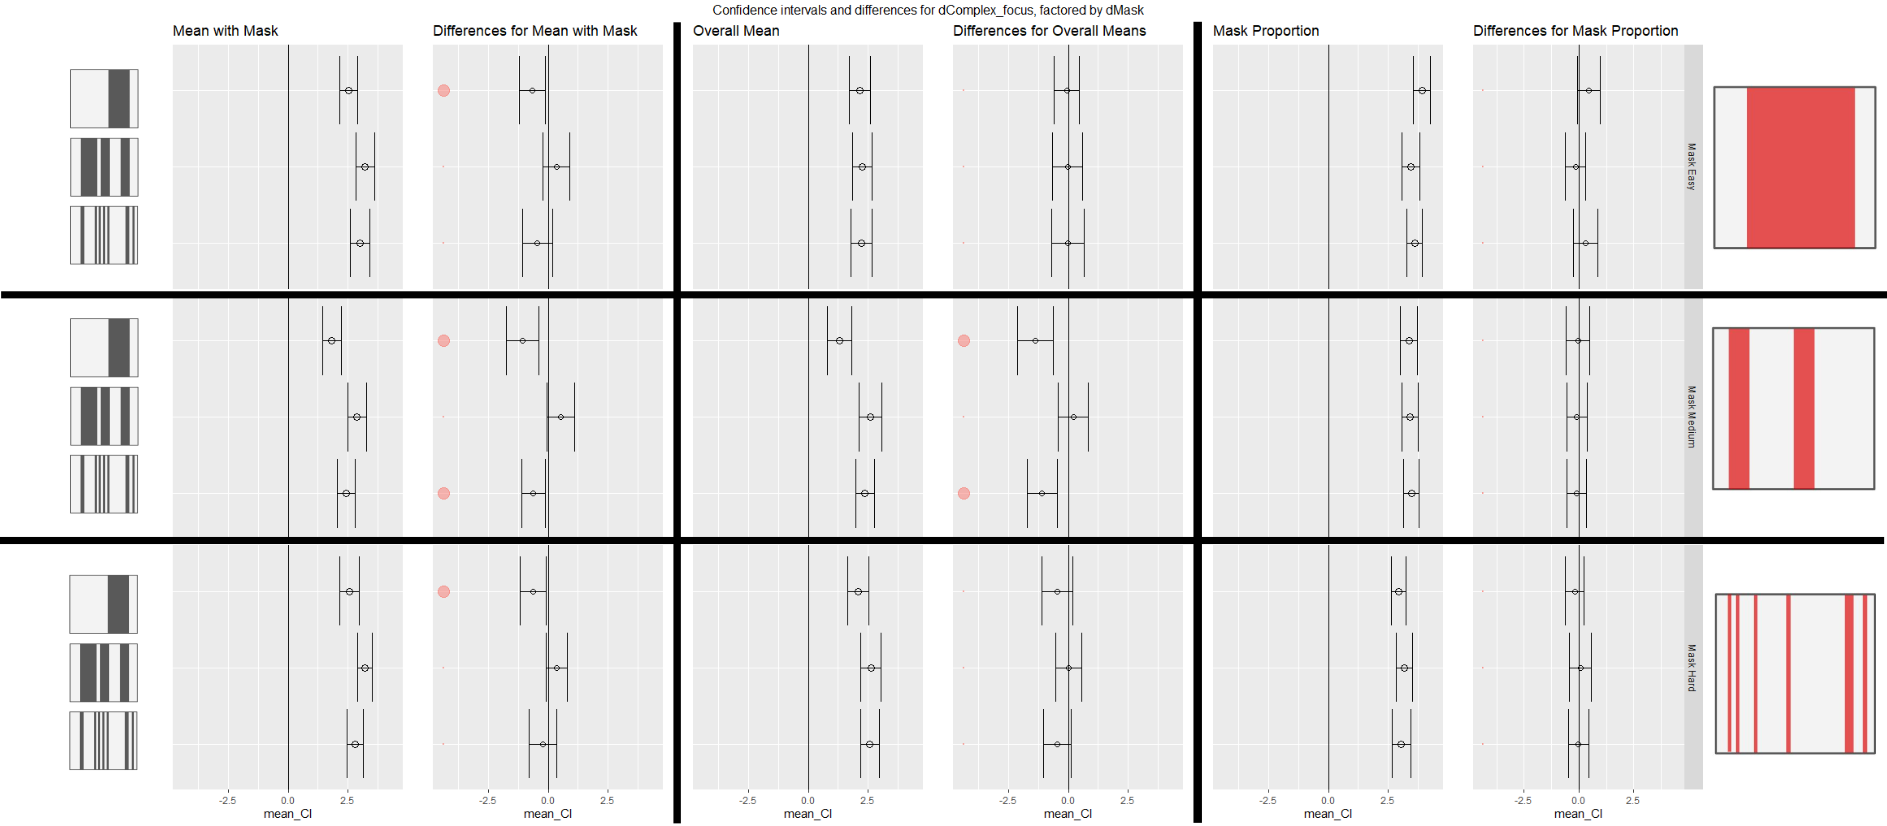 Confidence intervals and differences for dComplex_focus, factored by dMask
Mean with Mask
Differences for Mean with Mask
Overall Mean
Differences for Overall Means
Mask Proportion
Differences for Mask Proportion
Mask Easy
Mask Medium
Mask Hard
-2.5 0.0 2.5
-2.5 0.0 2.5
-2.5 0.0 2.5
-2.5 0.0 2.5
-2.5 0.0 2.5
-2.5 0.0 2.5
mean_CI
mean_CI
mean_CI
mean_CI
mean_CI
mean_CI